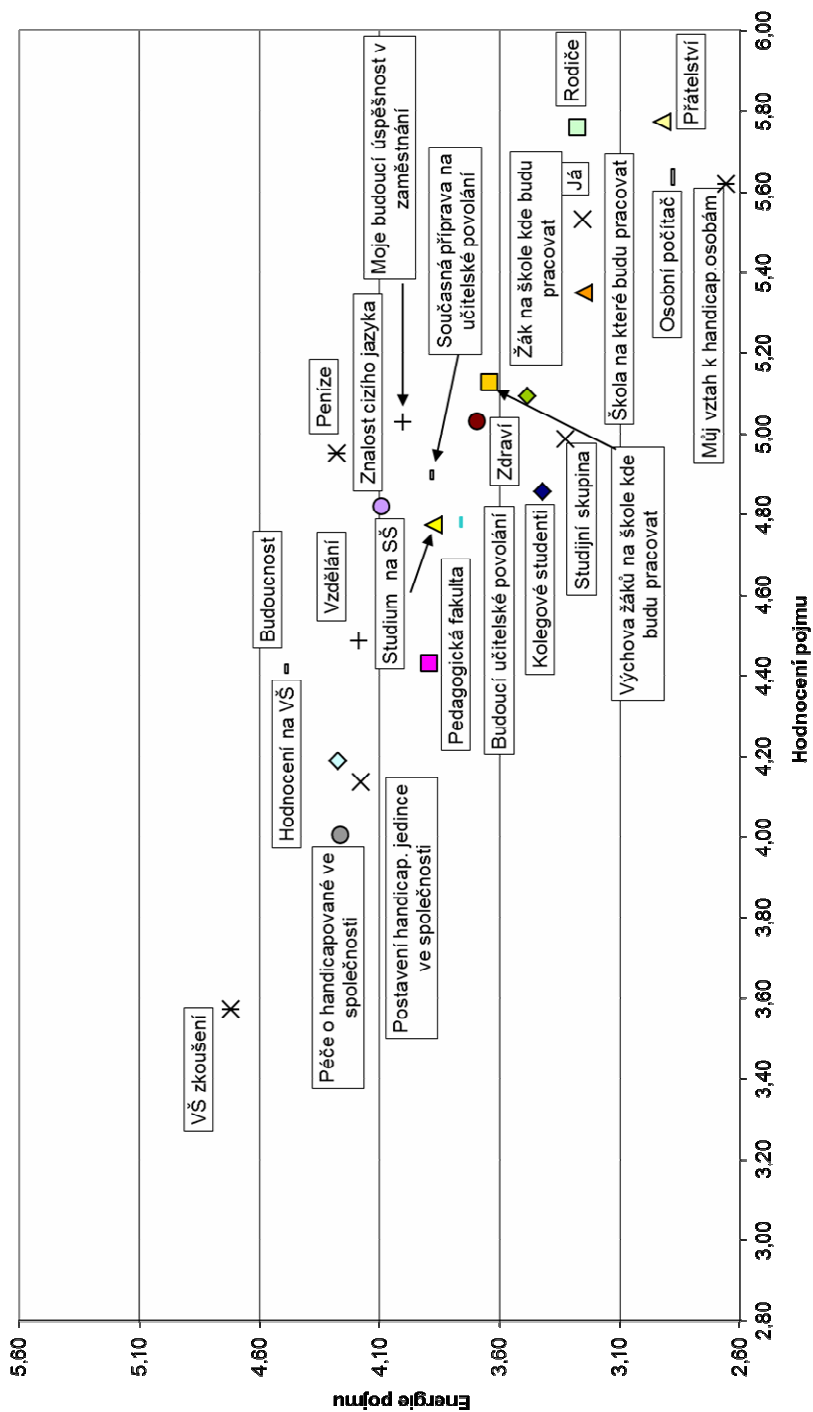 Energie pojmu
5,60
5,10
4,60
4,10
3,60
3,10
2,60
VŠ zkoušení
Péče o handicapované ve
společnosti
Postavení handicap. jedince
ve společnosti
Hodnocení na VŠ
Budoucnost
Vzdělání
Peníze
Znalost cizího jazyka
Moje budoucí úspěšnost v
zaměstnání
Studium na SŠ
Současná příprava na
učitelské povolání
Pedagogická fakulta
Zdraví
Budoucí učitelské povolání
Žák na škole kde budu
pracovat
Kolegové studenti
Studijní skupina
Já
Rodiče
Výchova žáků na škole kde
budu pracovat
Škola na které budu pracovat
Osobní počítač
Přátelství
Můj vztah k handicap.osobám
2,80
3,00
3,20
3,40
3,60
3,80
4,00
4,20
4,40
4,60
4,80
5,00
5,20
5,40
5,60
5,80
6,00
Hodnocení pojmu